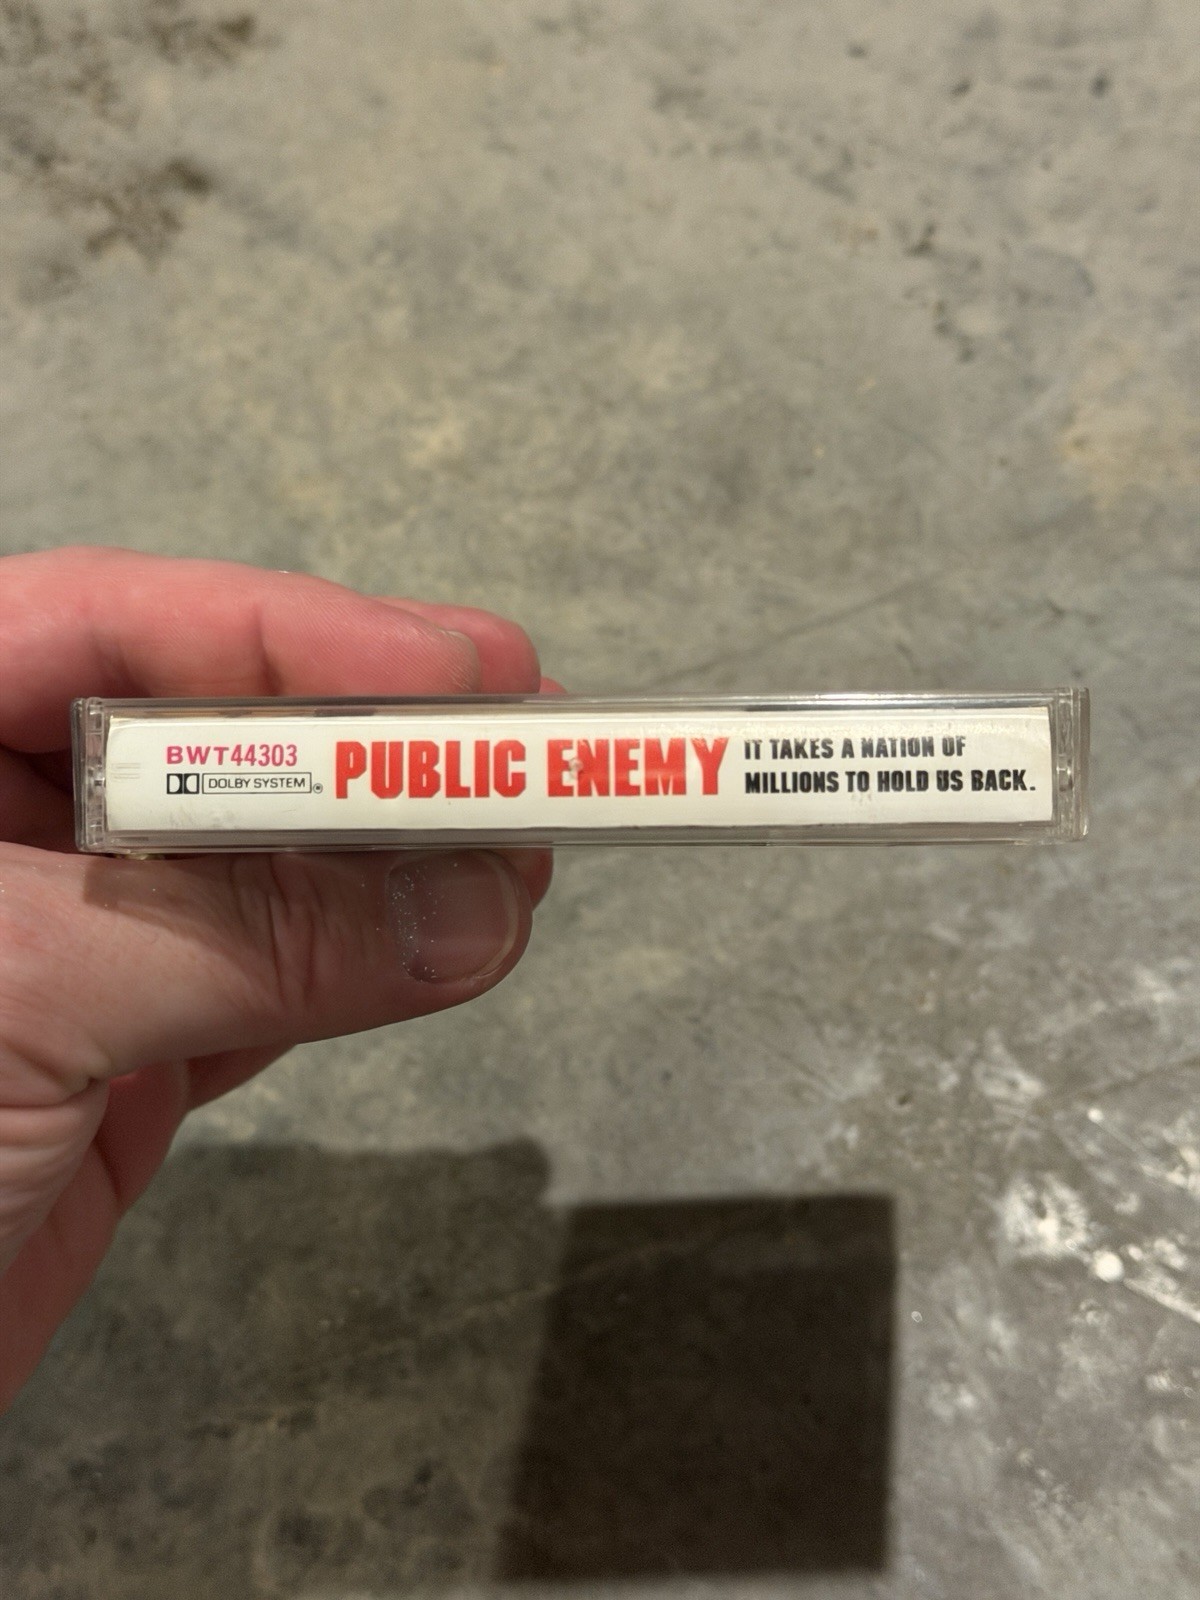 BWT44303
DOLBY SYSTEM®
PUBLIC ENEMY
IT TAKES A NATION OF
MILLIONS TO HOLD US BACK.